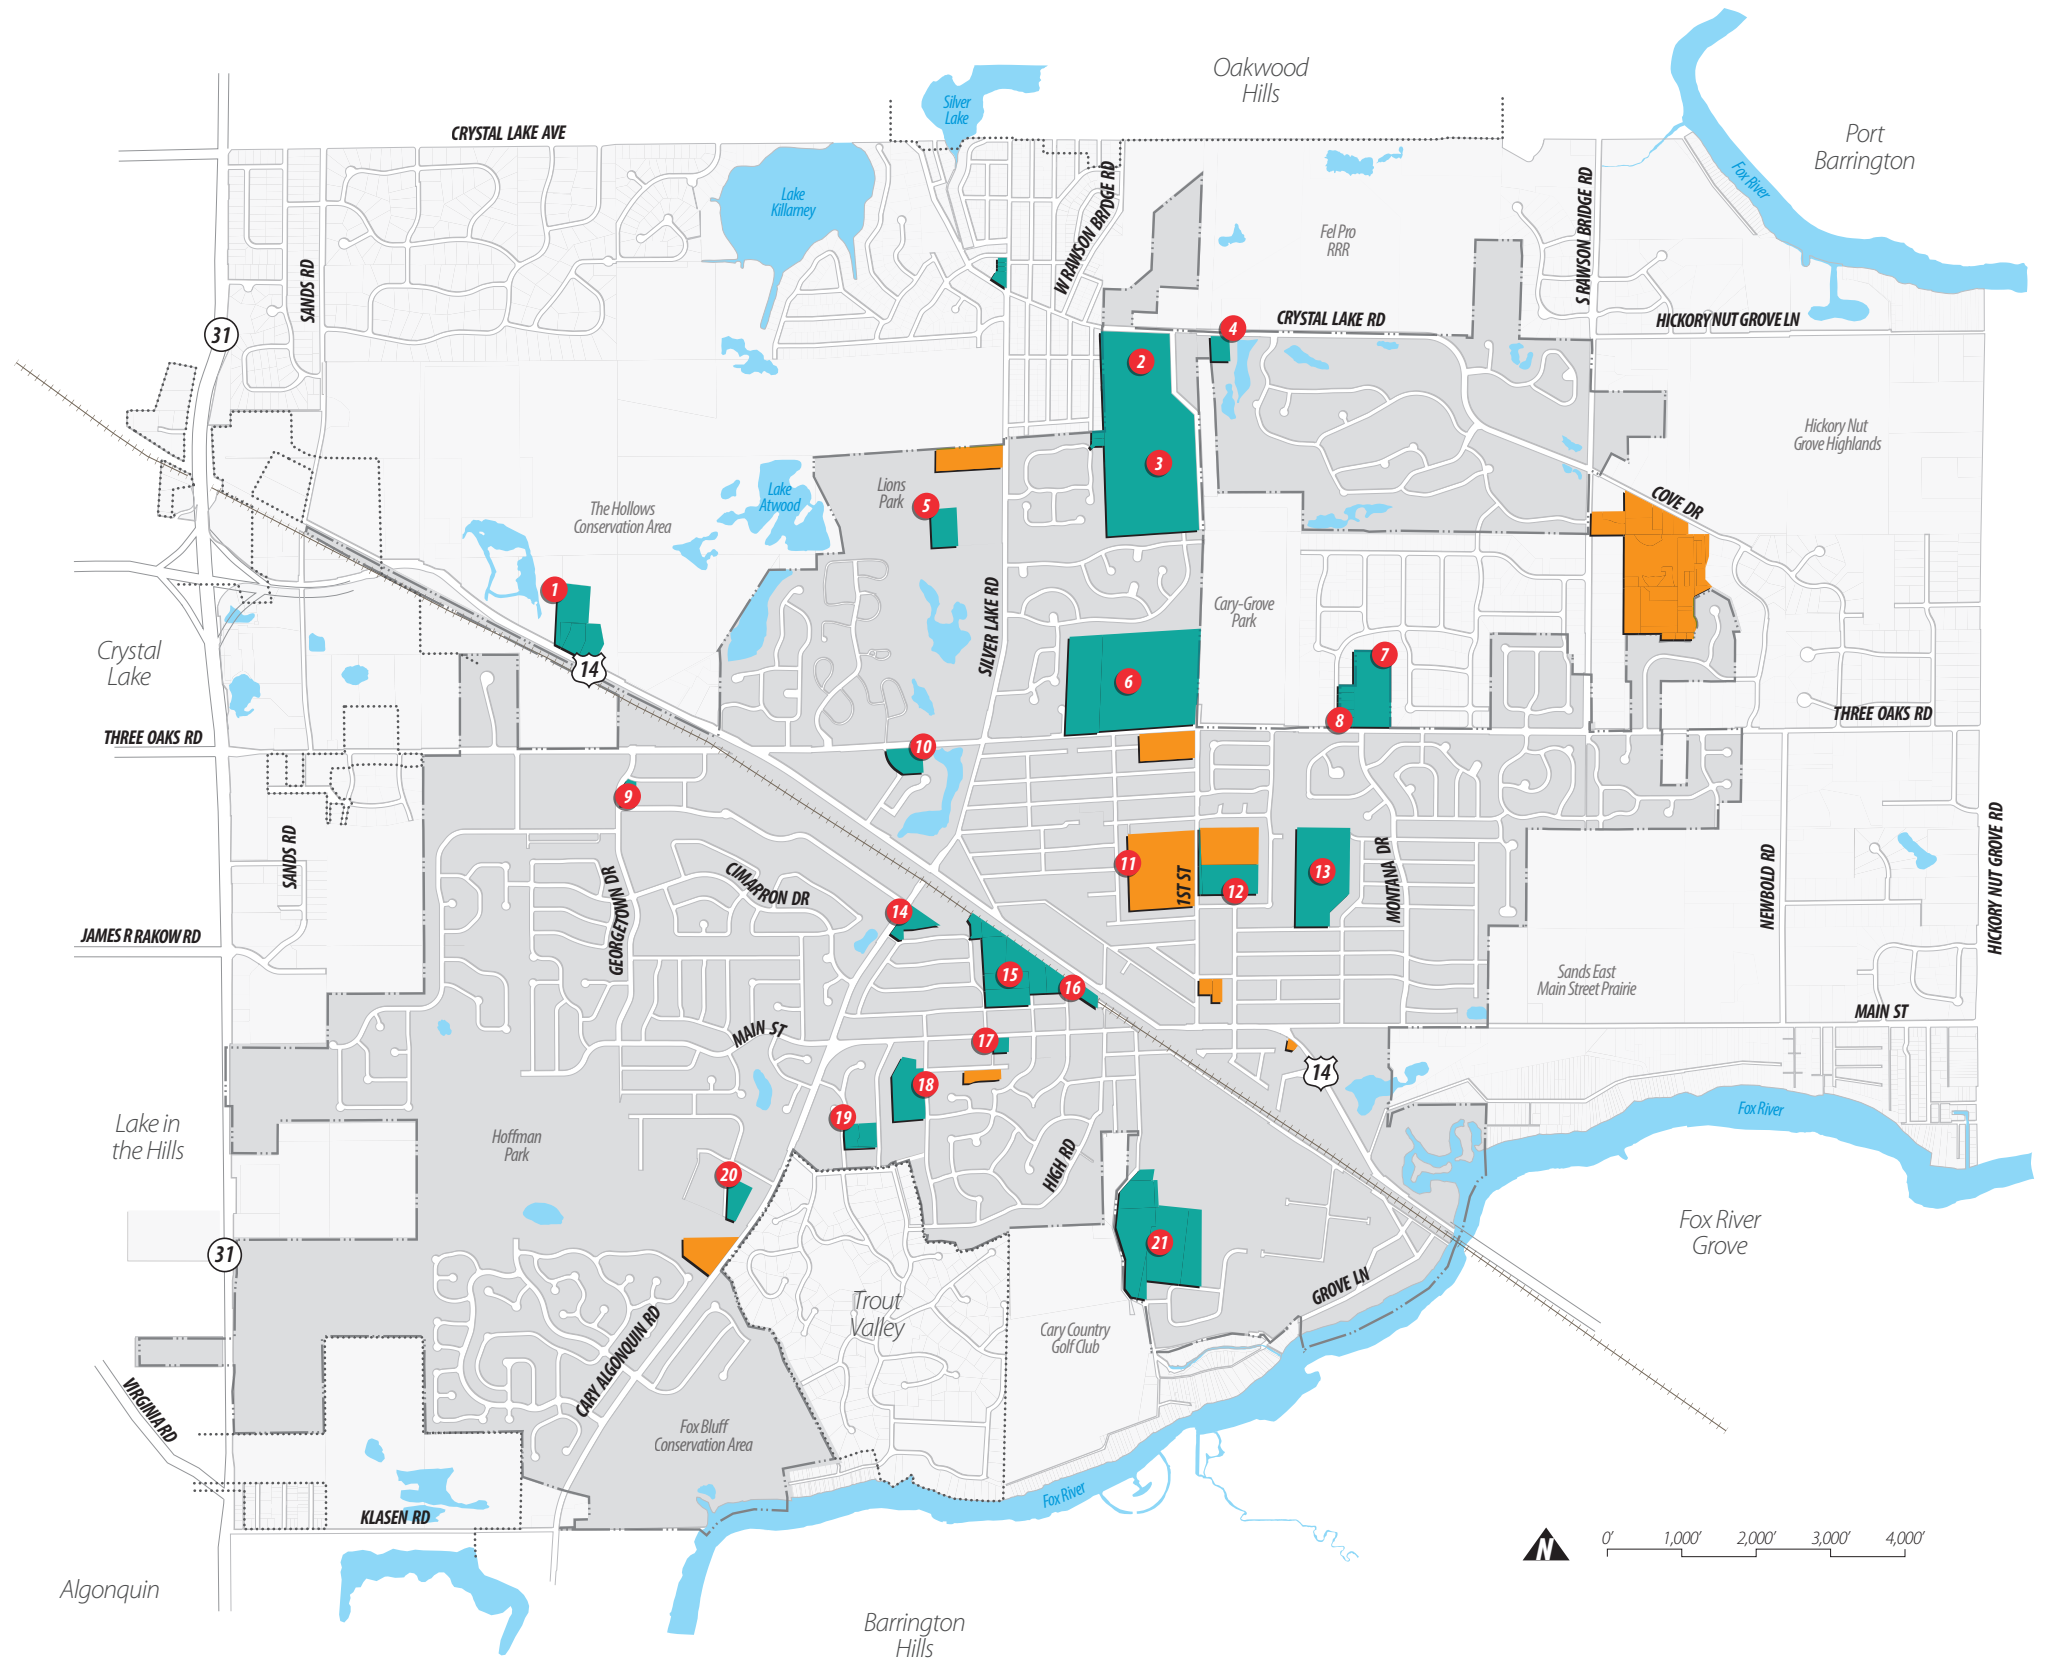 Oakwood
Hills
Silver
Lake
CRYSTAL LAKE AVE
Port
Barrington
Fox River
Lake
Killarney
W RAWSON BRIDGE RD
S RAWSON BRIDGE RD
Fel Pro
RRR
SANDS RD
31
4
CRYSTAL LAKE RD
HICKORY NUT GROVE LN
2
Hickory Nut
Grove Highlands
3
Lions
Park
Lake
Atwood
5
The Hollows
Conservation Area
COVE DR
1
SILVER LAKE RD
Cary-Grove
Park
Crystal
Lake
14
6
7
8
THREE OAKS RD
THREE OAKS RD
10
9
SANDS RD
GEORGETOWN DR
CIMARRON DR
11
1ST ST
12
13
MONTANA DR
NEWBOLD RD
HICKORY NUT GROVE RD
14
JAMES R RAKOW RD
15
16
Sands East
Main Street Prairie
MAIN ST
MAIN ST
17
14
18
Lake in
the Hills
19
Fox River
Hoffman
Park
20
HIGH RD
Fox River
Grove
31
21
GROVE LN
Trout
Valley
Cary Country
Golf Club
CARY ALGONQUIN RD
VIRGINIA RD
Fox Bluff
Conservation Area
Fox River
KLASEN RD
N
0' 1,000' 2,000' 3,000' 4,000'
Algonquin
Barrington
Hills